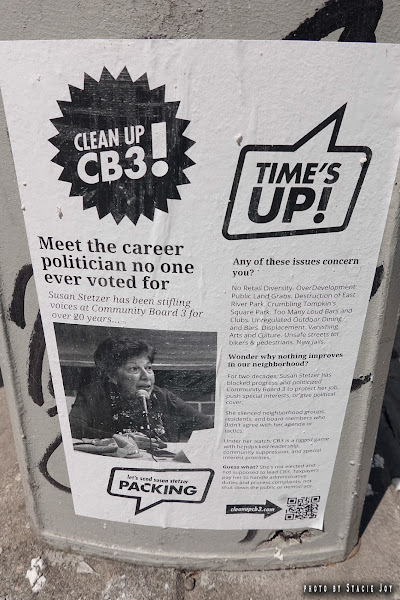 CLEAN UP
CB3!
TIME'S
UP!
Meet the career
politician no one
ever voted for
Susan Stetzer has been stifling
voices at Community Board 3 for
over 20 years....
let's send susan stetzer
PACKING
Any of these issues concern
you?
No Retail Diversity. OverDevelopment
Public Land Grabs. Destruction of East
River Park. Crumbling Tompkin's
Square Park. Too Many Loud Bars and
Clubs. Unregulated Outdoor Dining
and Bars. Displacement. Vanishing
Arts and Culture. Unsafe streets for
bikers & pedestrians. New Jails.
Wonder why nothing improves
in our neighborhood?
For two decades, Susan Stetzer has
blocked progress and politicized
Community Board 3 to protect her job,
push special interests, or give political
cover.
She silenced neighborhood groups,
residents, and board members who
didn't agree with her agenda or
tactics.
Under her watch, CB3 is a rigged game
with handpicked leadership,
community suppression, and special
interest priorities.
Guess what? She's not elected and
not supposed to lead CB3. Taxpayers
pay her to handle administrative
duties and process complaints not
shut down the public or democracy.
cleanupcb3.com
PHOTO BY STACIE JOY